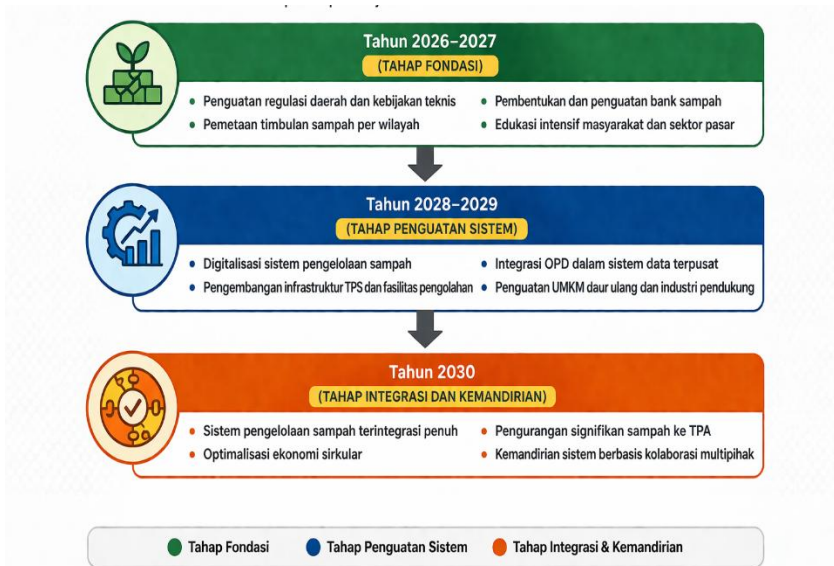 Tahun 2026–2027
(TAHAP FONDASI)
• Penguatan regulasi daerah dan kebijakan teknis
• Pemetaan timbulan sampah per wilayah
• Pembentukan dan penguatan bank sampah
• Edukasi intensif masyarakat dan sektor pasar
Tahun 2028–2029
(TAHAP PENGUATAN SISTEM)
• Digitalisasi sistem pengelolaan sampah
• Pengembangan infrastruktur TPS dan fasilitas pengolahan
• Integrasi OPD dalam sistem data terpusat
• Penguatan UMKM daur ulang dan industri pendukung
Tahun 2030
(TAHAP INTEGRASI DAN KEMANDIRIAN)
• Sistem pengelolaan sampah terintegrasi penuh
• Optimalisasi ekonomi sirkular
• Pengurangan signifikan sampah ke TPA
• Kemandirian sistem berbasis kolaborasi multipihak
Tahap Fondasi
Tahap Penguatan Sistem
Tahap Integrasi & Kemandirian